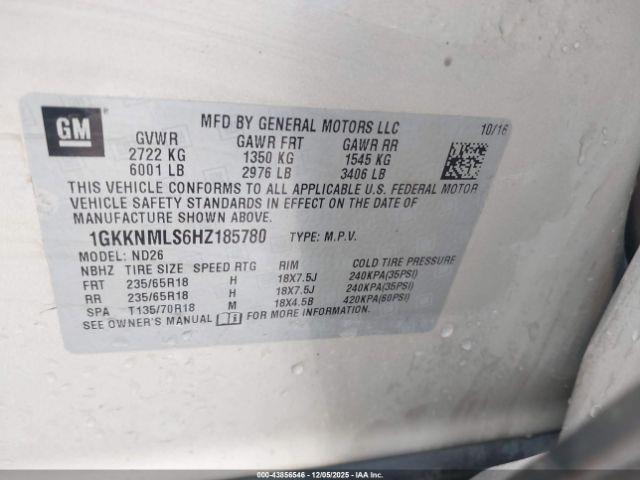 GM
MFD BY GENERAL MOTORS LLC 10/16
GVWR GAWR FRT GAWR RR
2722 KG 1350 KG 1545 KG
6001 LB 2976 LB 3406 LB
THIS VEHICLE CONFORMS TO ALL APPLICABLE U.S. FEDERAL MOTOR
VEHICLE SAFETY STANDARDS IN EFFECT ON THE DATE OF
MANUFACTURE SHOWN ABOVE.
1GKKNMLS6HZ185780 TYPE: M.P.V.
MODEL: ND26
NBHZ TIRE SIZE SPEED RTG RIM COLD TIRE PRESSURE
FRT 235/65R18 H 18X7.5J 240KPA(35PSI)
RR 235/65R18 H 18X7.5J 240KPA(35PSI)
SPA T135/70R18 M 18X4.5B 420KPA(60PSI)
SEE OWNER'S MANUAL FOR MORE INFORMATION.
00 - 43856546 - 12/05/2025 - IAA Inc.